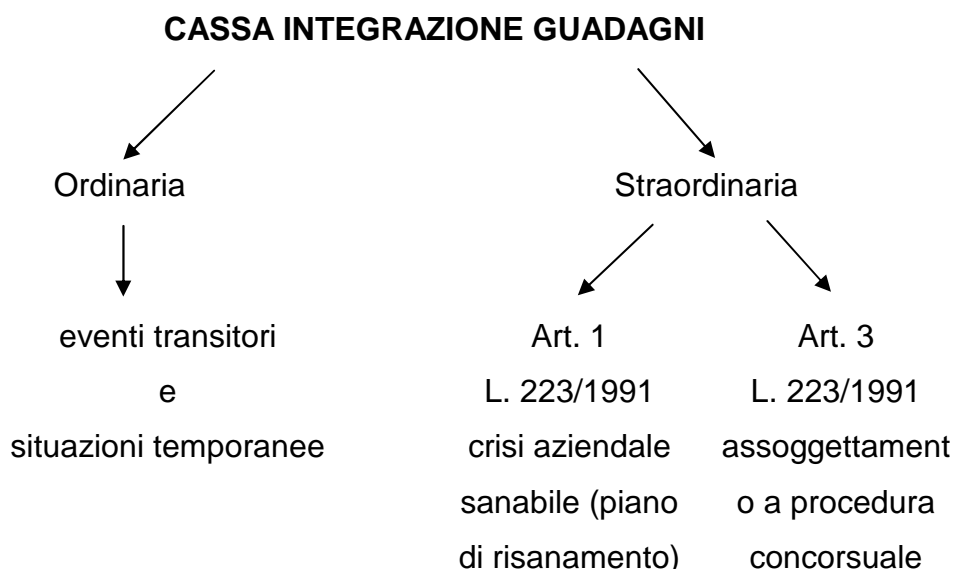 CASSA INTEGRAZIONE GUADAGNI
Ordinaria
Straordinaria
eventi transitori
e
situazioni temporanee
Art. 1
L. 223/1991
crisi aziendale
sanabile (piano
di risanamento)
Art. 3
L. 223/1991
assoggettament
o a procedura
concorsuale